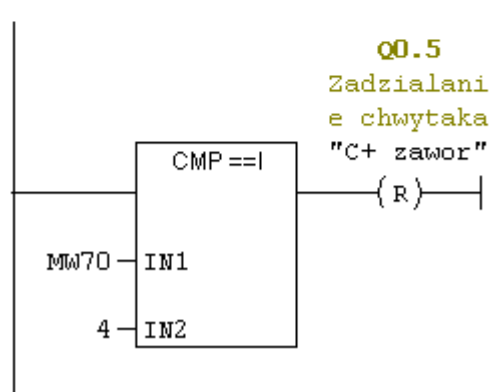 Q0.5
Zadzialani
e chwytaka
"C+ zawor"
CMP ==I
( R )
MW70 IN1
4 IN2